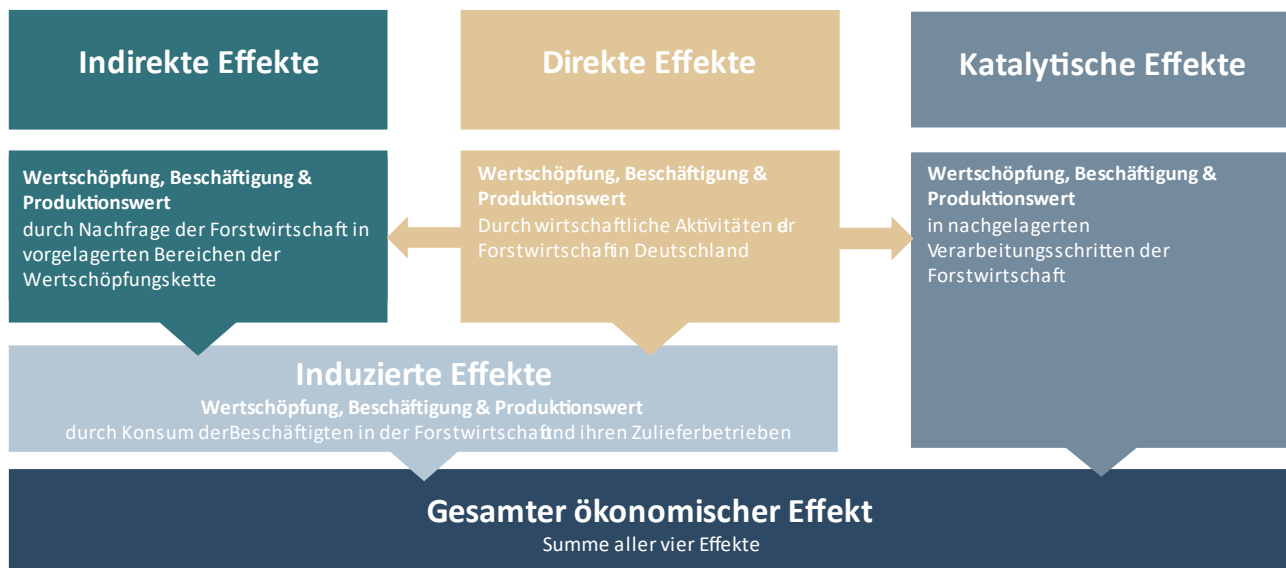 Indirekte Effekte
Wertschöpfung, Beschäftigung &
Produktionswert
durch Nachfrage der Forstwirtschaft in
vorgelagerten Bereichen der
Wertschöpfungskette
Direkte Effekte
Wertschöpfung, Beschäftigung &
Produktionswert
Durch wirtschaftliche Aktivitäten der
Forstwirtschaft in Deutschland
Katalytische Effekte
Wertschöpfung, Beschäftigung &
Produktionswert
in nachgelagerten
Verarbeitungsschritten der
Forstwirtschaft
Induzierte Effekte
Wertschöpfung, Beschäftigung & Produktionswert
durch Konsum der Beschäftigten in der Forstwirtschaft und ihren Zulieferbetrieben
Gesamter ökonomischer Effekt
Summe aller vier Effekte